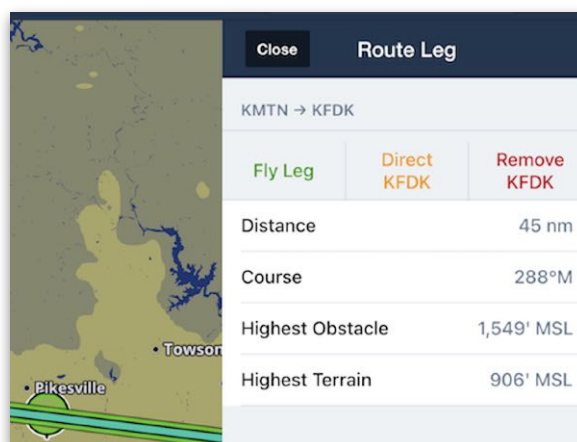 Close
Route Leg
KMTN → KFDK
Fly Leg
Direct
KFDK
Remove
KFDK
Distance 45 nm
Course 288°M
Highest Obstacle 1,549' MSL
Highest Terrain 906' MSL
Towson
Pikesville